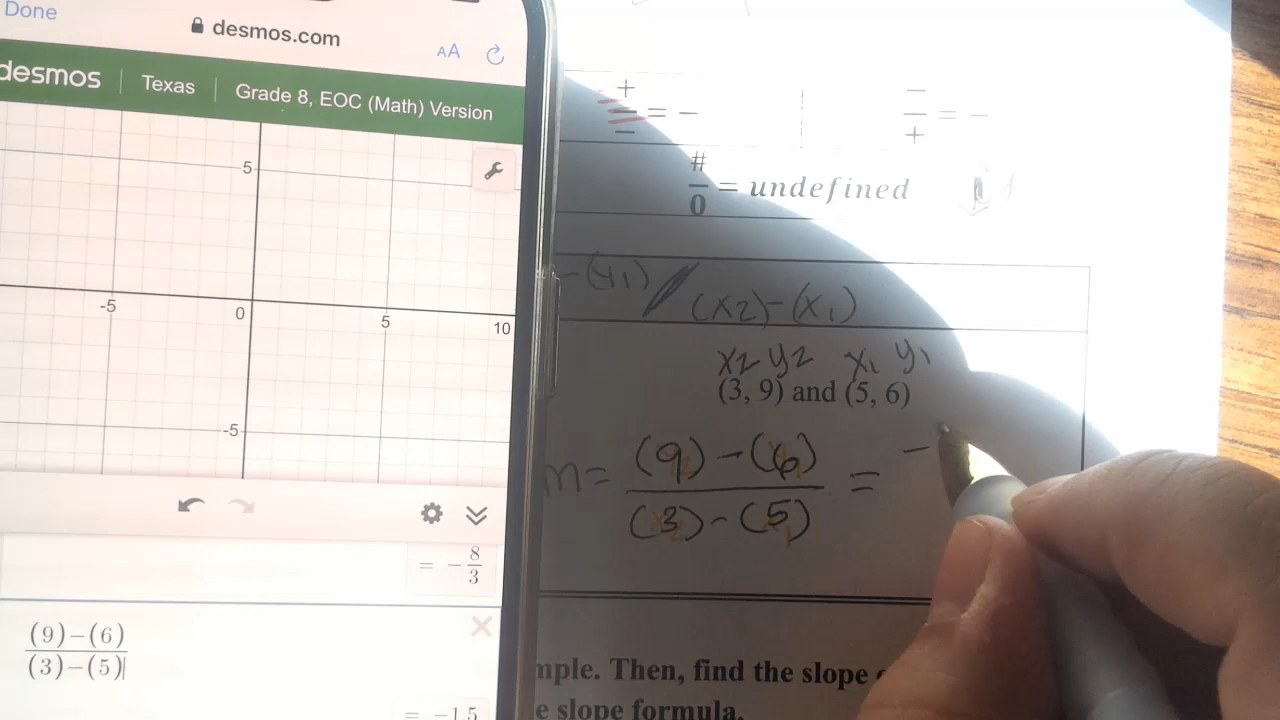 Done
desmos.com
AA
desmos | Texas | Grade 8, EOC (Math) Version
5
-5 0 5 10
-5
= -8/3
(9)-(6)
(3)-(5)
= -1.5
+
— = -
-
-
— = -
+
#
— = undefined
0
-(y1)/(x2)-(x1)
x2 y2 x1 y1
(3, 9) and (5, 6)
m= (9)-(6) = -
(3)-(5)
Then, find the slope
slope formula.